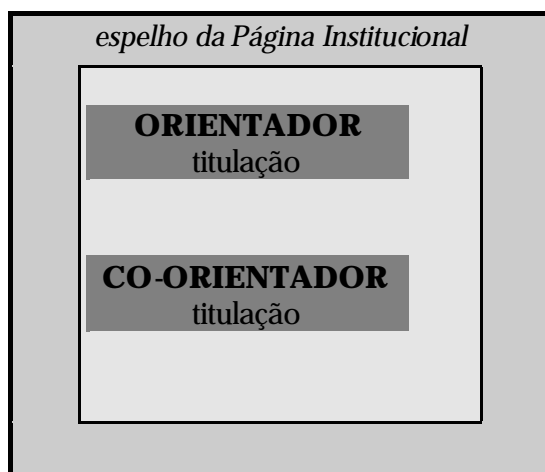 espelho da Página Institucional
ORIENTADOR
titulação
CO-ORIENTADOR
titulação